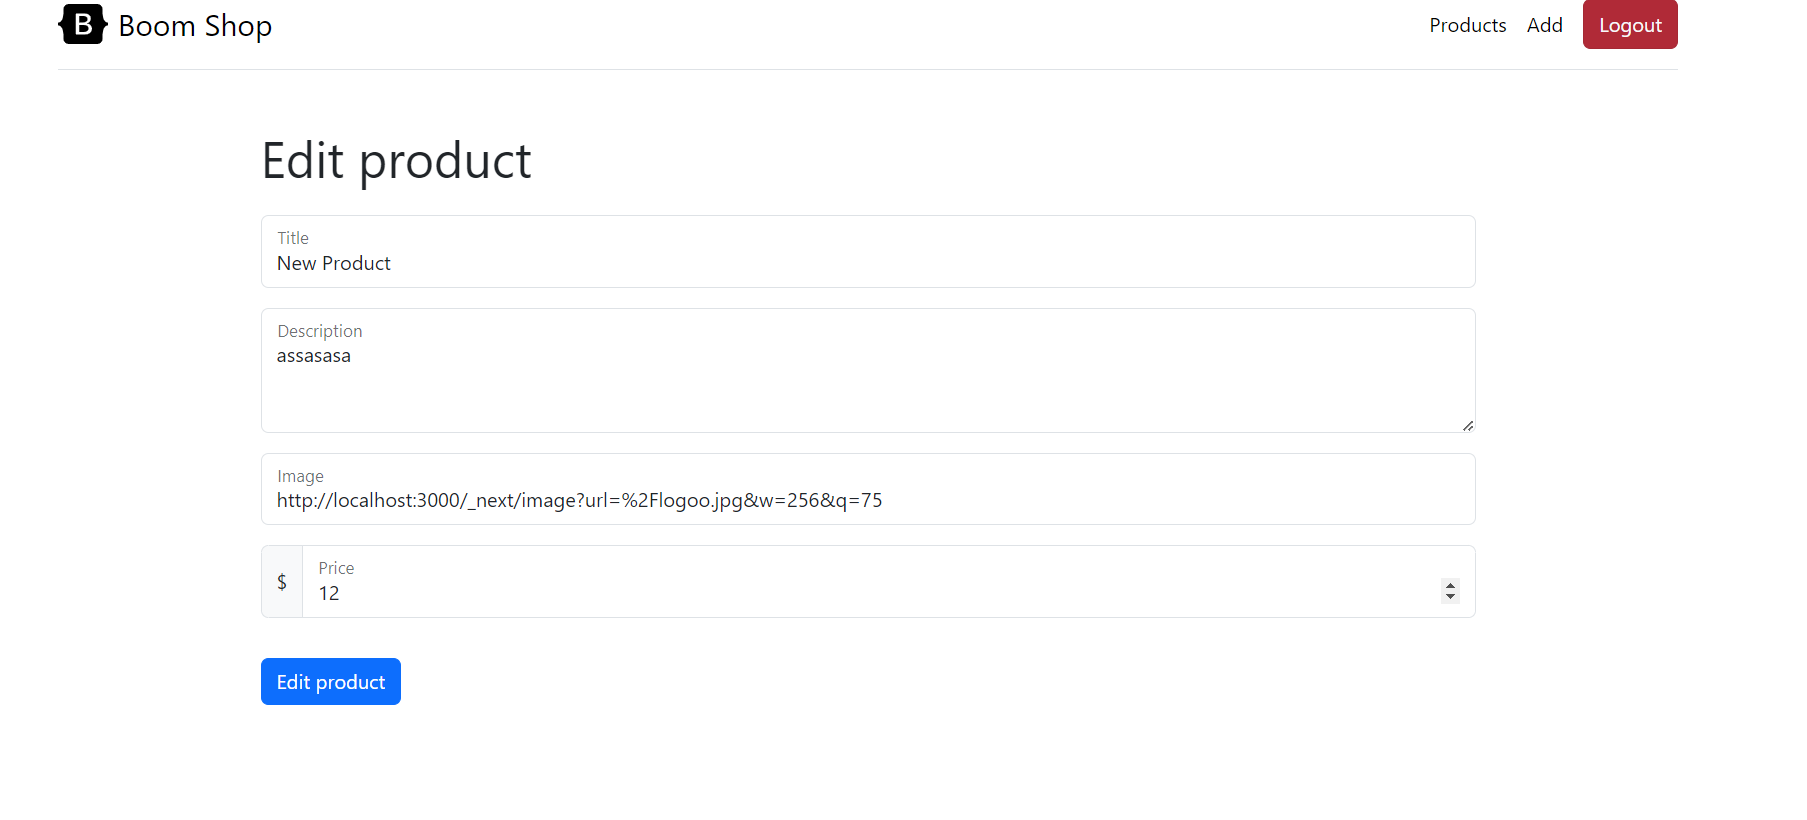 B Boom Shop
Products Add Logout
Edit product
Title
New Product
Description
assasasa
Image
http://localhost:3000/_next/image?url=%2Flogoo.jpg&w=256&q=75
$ Price
12
Edit product